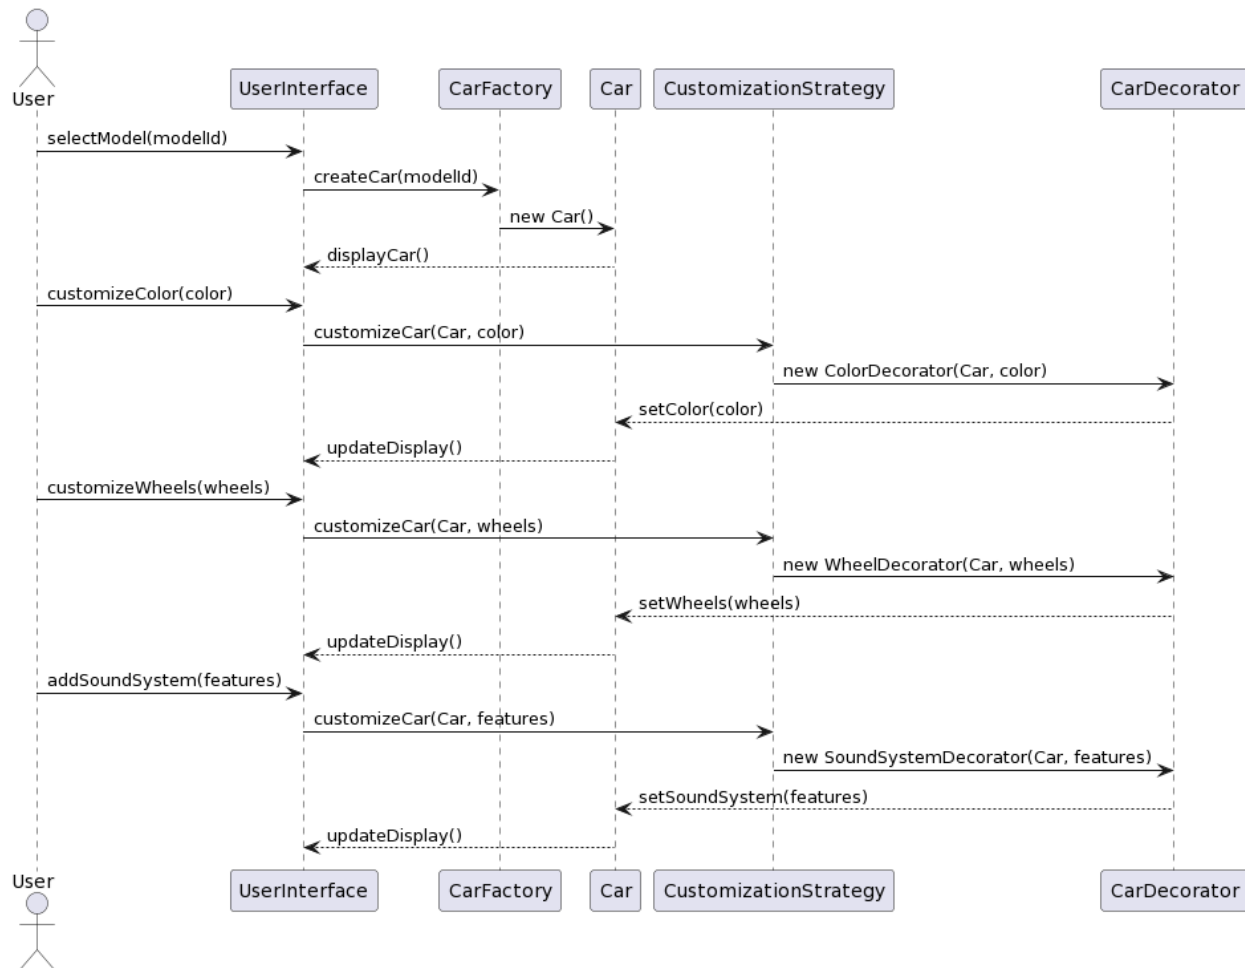 User
UserInterface
CarFactory
Car
CustomizationStrategy
CarDecorator
selectModel(modelId)
createCar(modelId)
new Car()
displayCar()
customizeColor(color)
customizeCar(Car, color)
new ColorDecorator(Car, color)
setColor(color)
updateDisplay()
customizeWheels(wheels)
customizeCar(Car, wheels)
new WheelDecorator(Car, wheels)
setWheels(wheels)
updateDisplay()
addSoundSystem(features)
customizeCar(Car, features)
new SoundSystemDecorator(Car, features)
setSoundSystem(features)
updateDisplay()
User
UserInterface
CarFactory
Car
CustomizationStrategy
CarDecorator